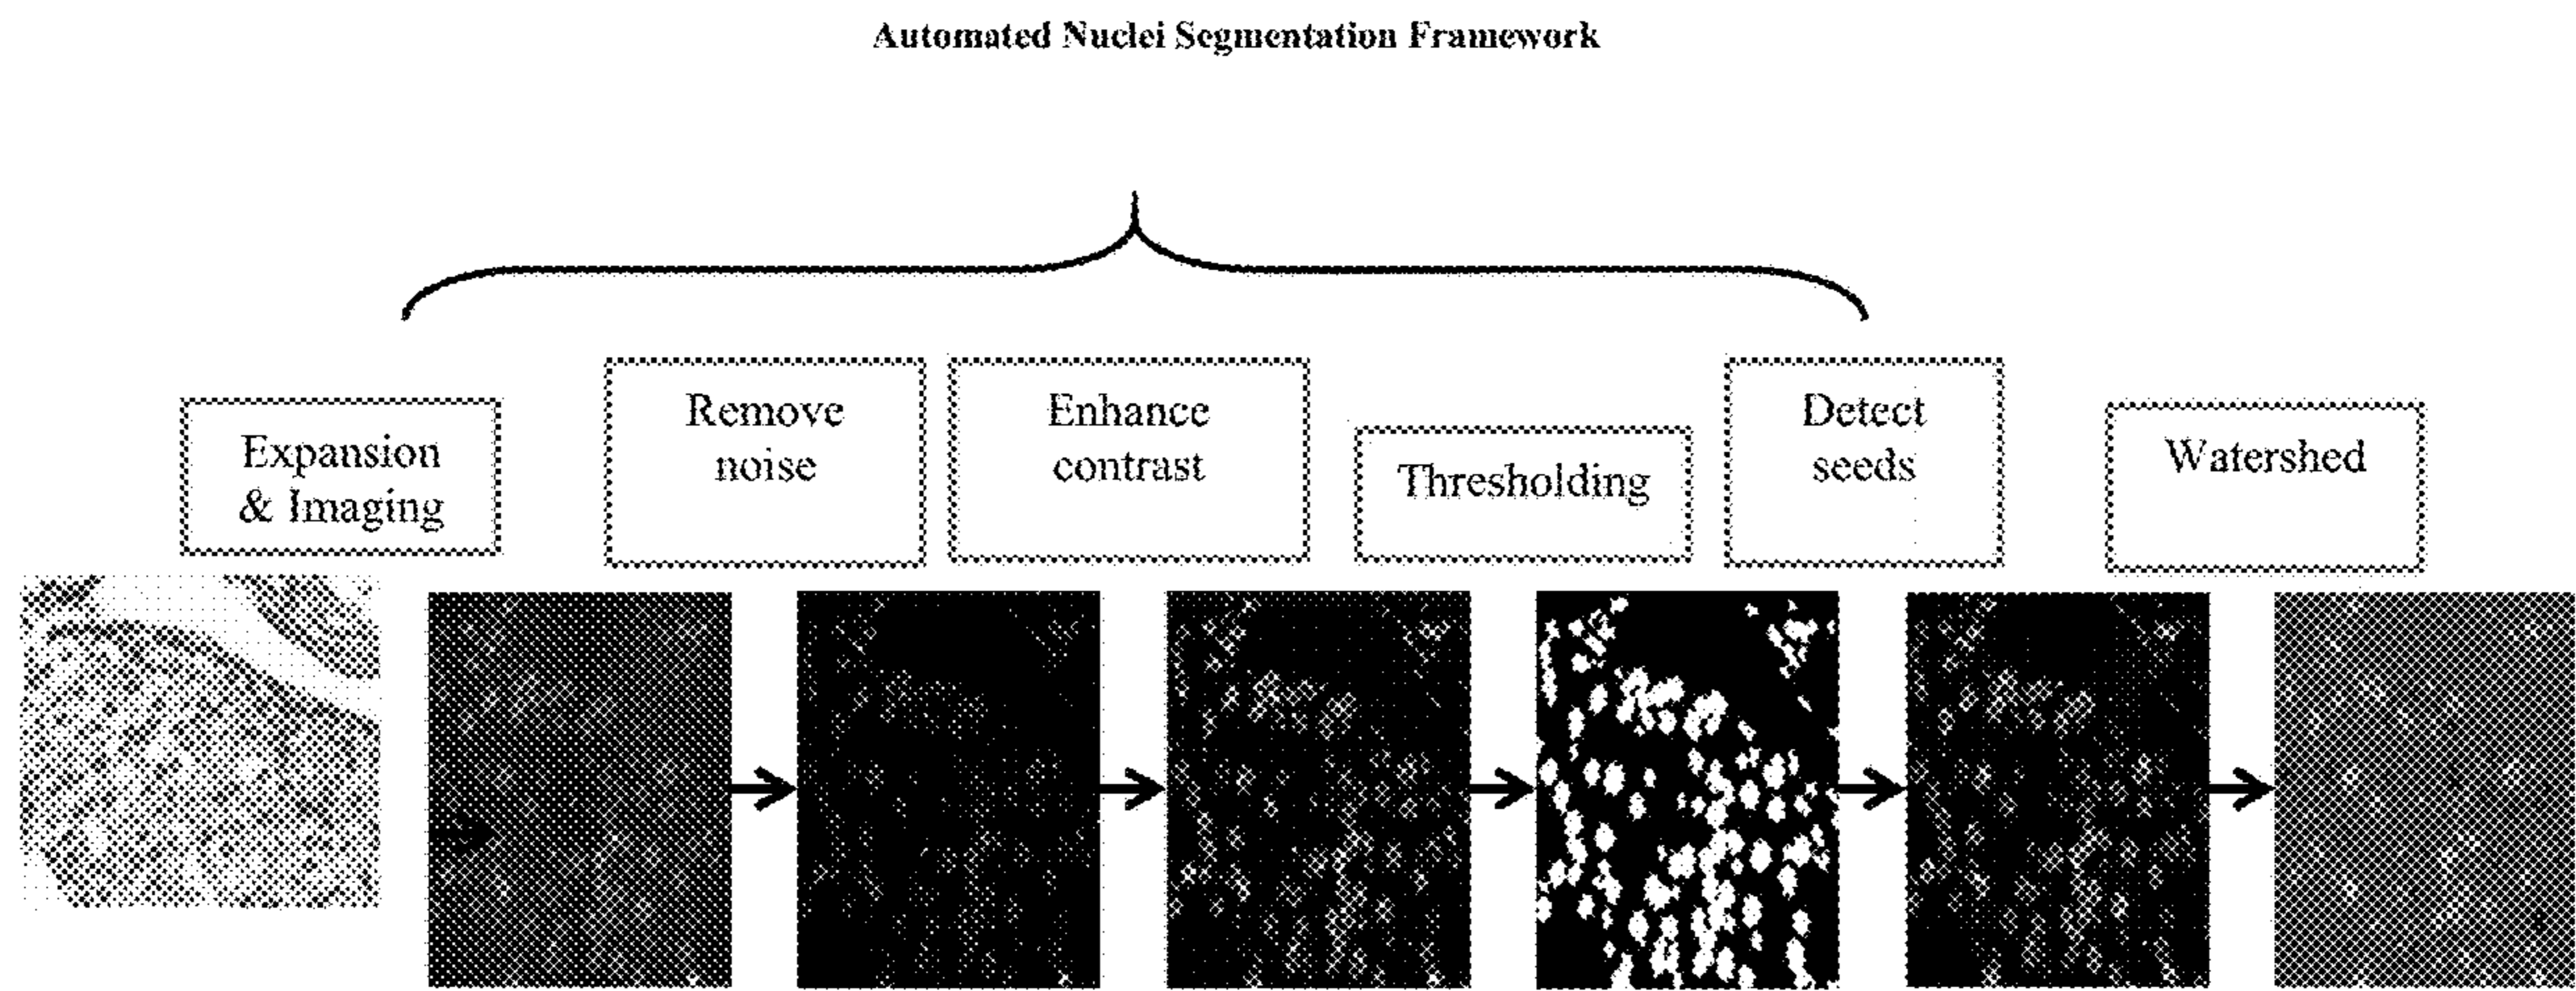 Automated Nuclei Segmentation Framework
Expansion
& Imaging
Remove
noise
Enhance
contrast
Thresholding
Detect
seeds
Watershed